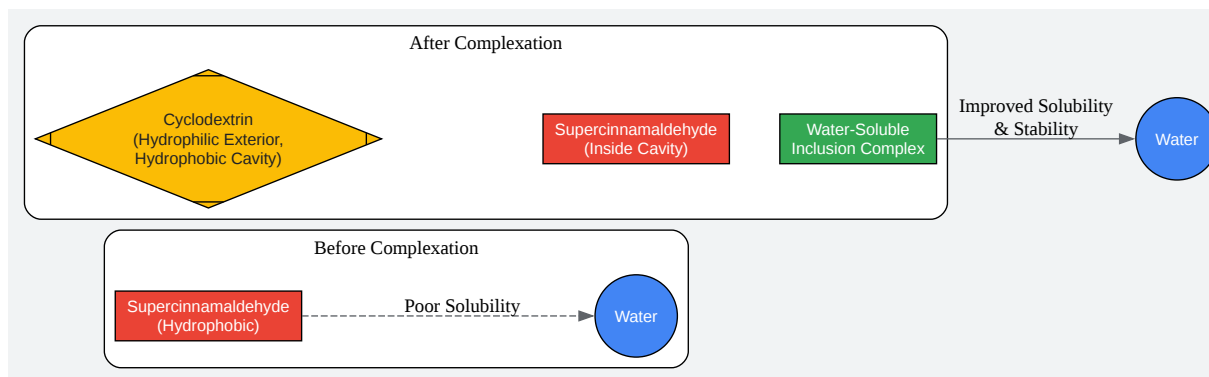 After Complexation
Cyclodextrin
(Hydrophilic Exterior,
Hydrophobic Cavity)
Supercinnamaldehyde
(Inside Cavity)
Water-Soluble
Inclusion Complex
Improved Solubility
& Stability
Water
Before Complexation
Supercinnamaldehyde
(Hydrophobic)
Poor Solubility
Water